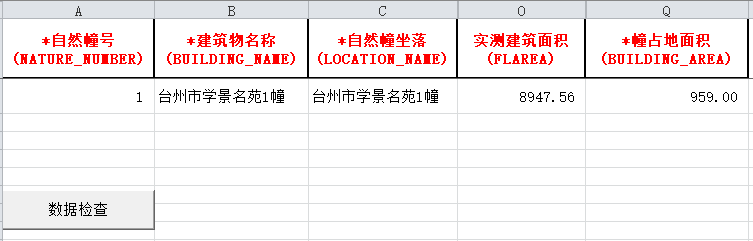 A B C O Q
*自然幢号 *建筑物名称 *自然幢坐落 实测建筑面积 *幢占地面积
(NATURE_NUMBER) (BUILDING_NAME) (LOCATION_NAME) (FLAREA) (BUILDING_AREA)
1 台州市学景名苑1幢 台州市学景名苑1幢 8947.56 959.00
数据检查